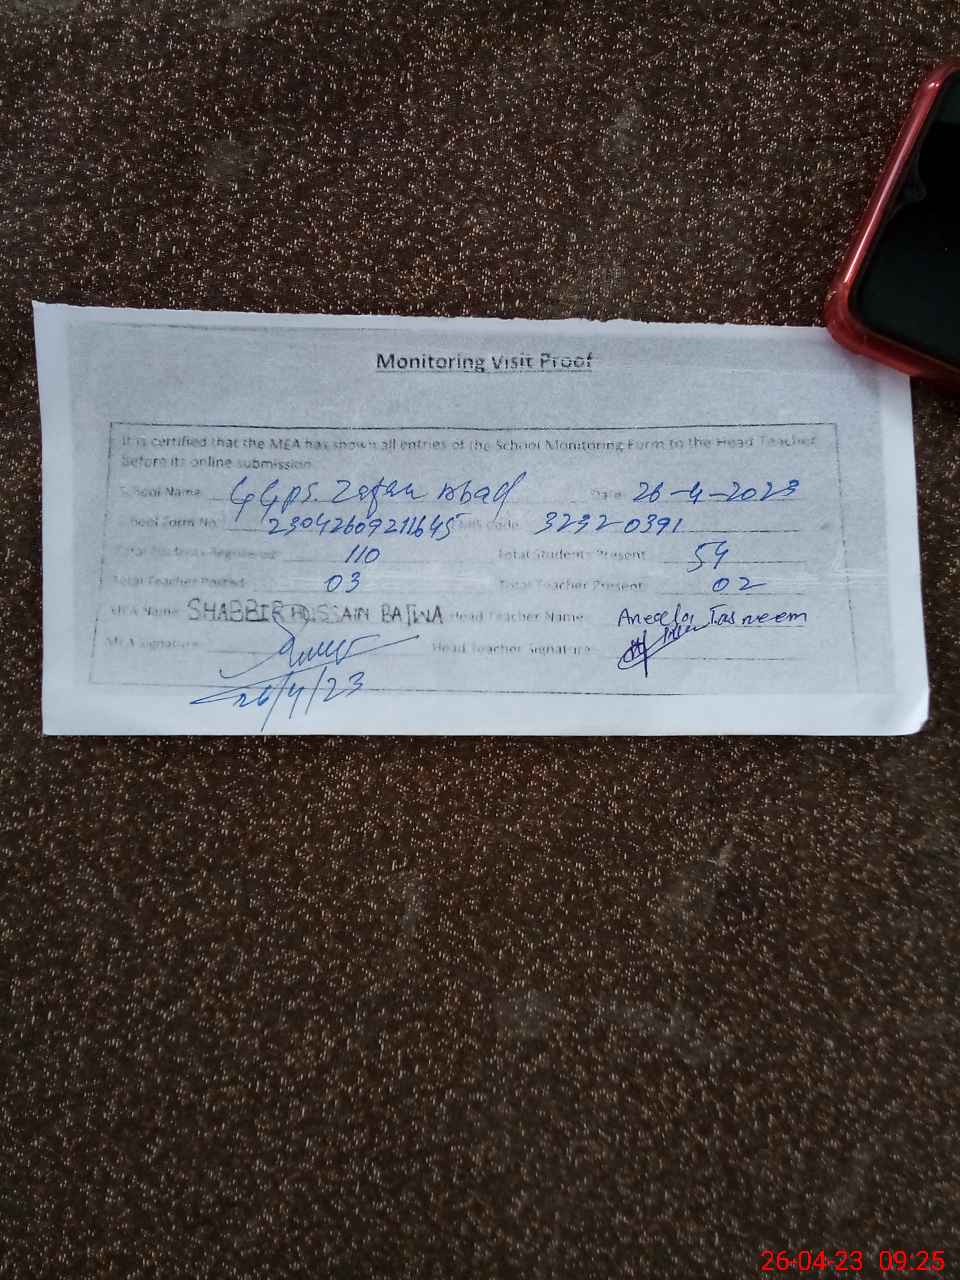 Monitoring Visit Proof
It is certified that the MEA has shown all entries of the School Monitoring Form to the Head Teacher
Before its online submission.
School Name GGPS. Zafar Abad Date 26-4-2023
School Form No. 23042609211645 EMIS Code 32320391
Total Students Registered 110 Total Students Present 54
Total Teacher Posted 03 Total Teacher Present 02
MEA Name SHABBIR HUSSAIN BAJWA Head Teacher Name Aneela Tasneem
MEA Signature Head Teacher Signature
26/4/23
26-04-23 09:25